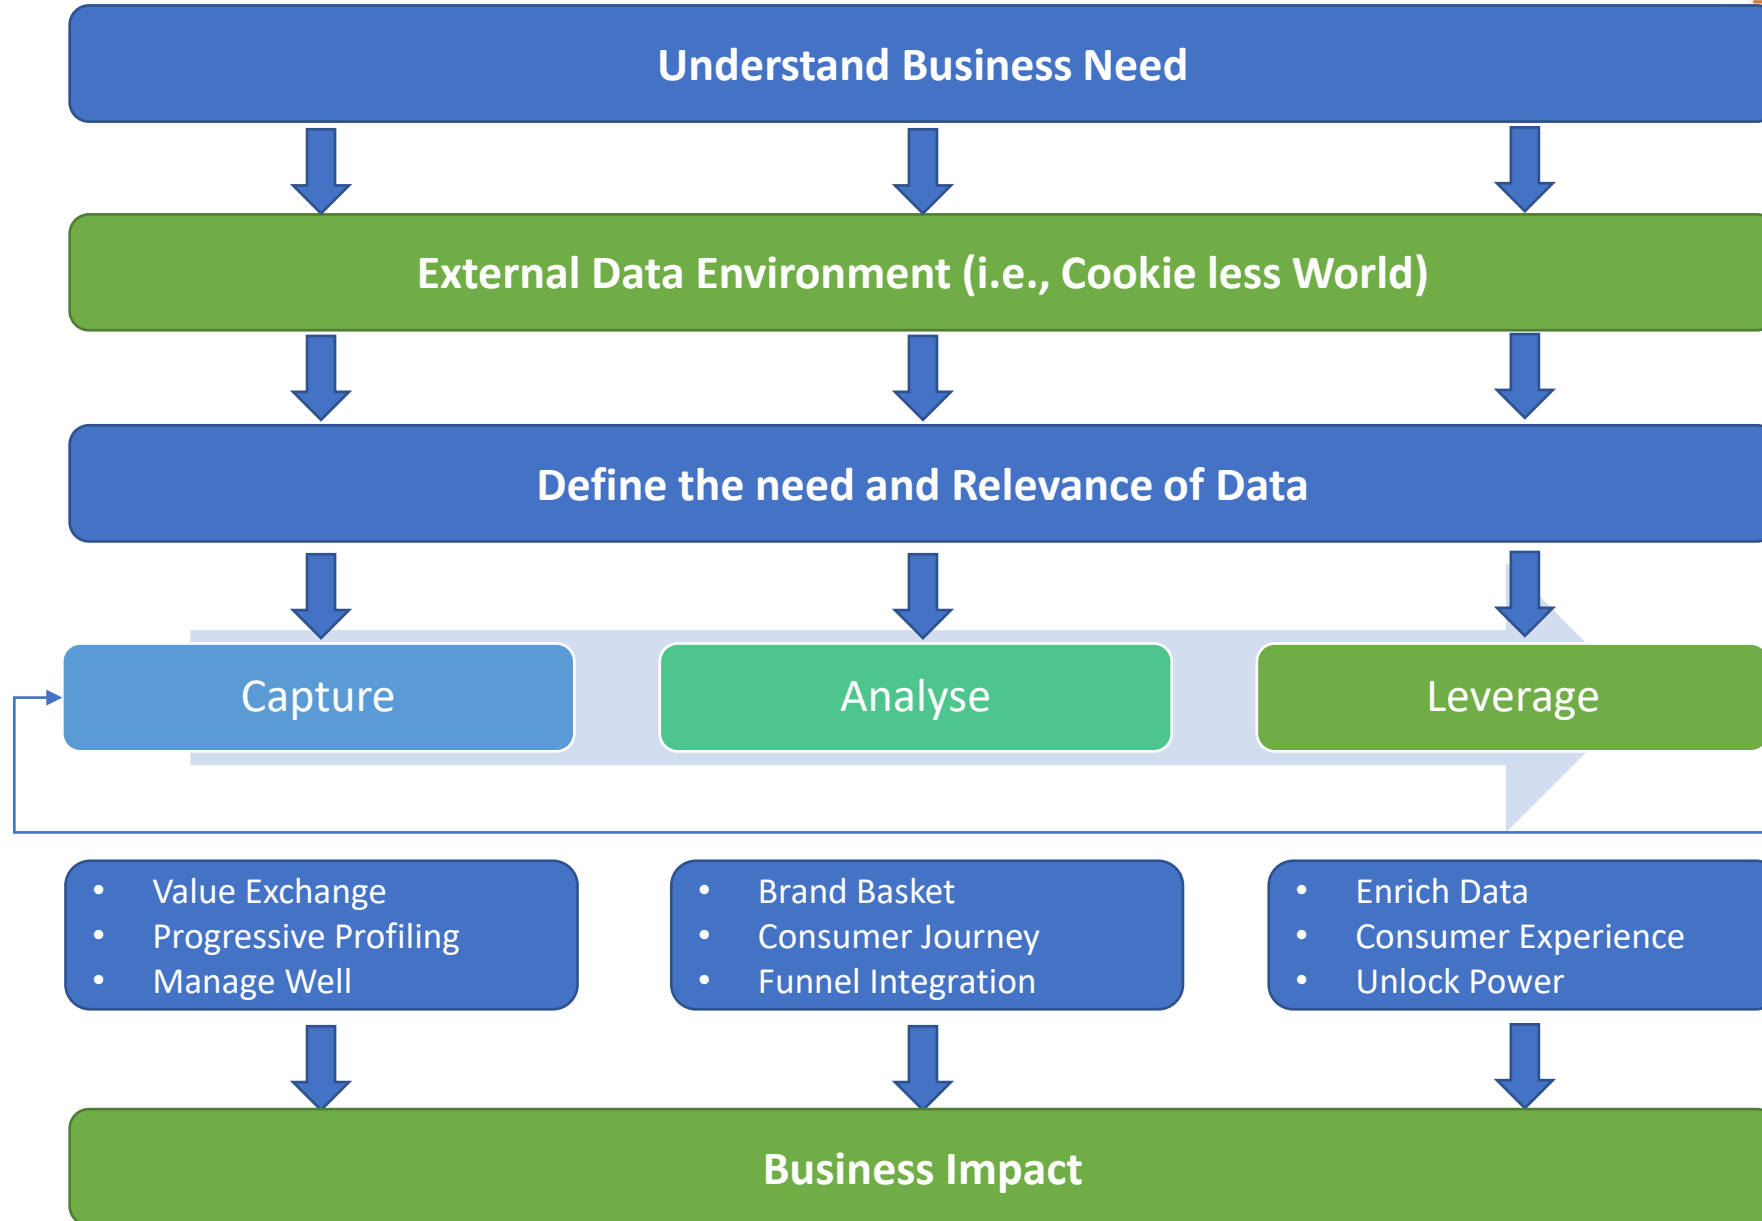 Understand Business Need
External Data Environment (i.e., Cookie less World)
Define the need and Relevance of Data
Capture
Analyse
Leverage
• Value Exchange
• Progressive Profiling
• Manage Well
• Brand Basket
• Consumer Journey
• Funnel Integration
• Enrich Data
• Consumer Experience
• Unlock Power
Business Impact